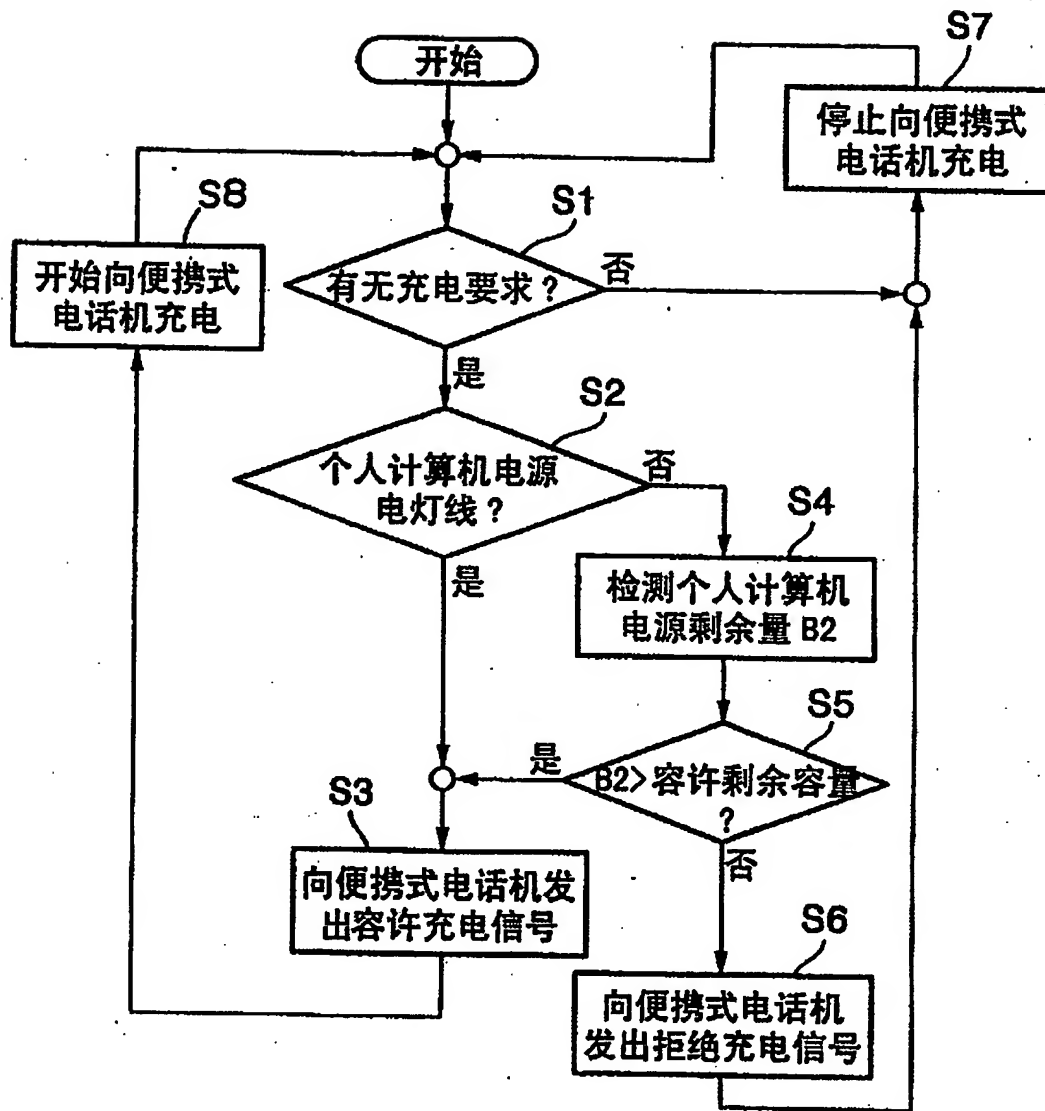 开始
S7
停止向便携式
电话机充电
S8
开始向便携式
电话机充电
S1
有无充电要求？
否
是
S2
个人计算机电源
电灯线？
否
是
S4
检测个人计算机
电源剩余量 B2
S5
B2>容许剩余容量
？
是
否
S3
向便携式电话机发
出容许充电信号
S6
向便携式电话机
发出拒绝充电信号